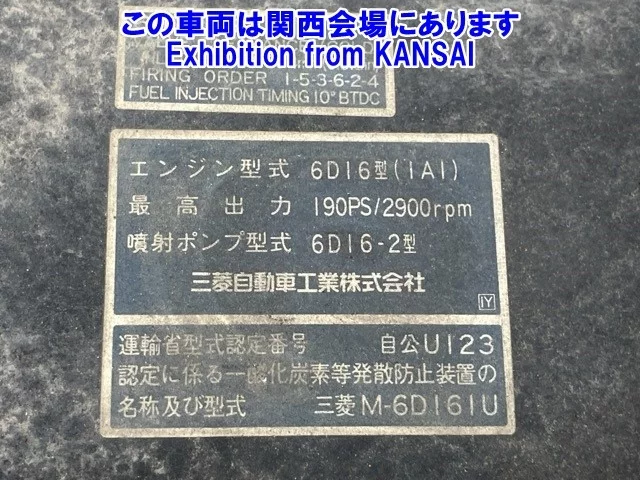 この車両は関西会場にあります
Exhibition from KANSAI
FIRING ORDER 1-5-3-6-2-4
FUEL INJECTION TIMING 10° BTDC
エンジン型式 6D16型(1A1)
最高出力 190PS/2900rpm
噴射ポンプ型式 6D16-2型
三菱自動車工業株式会社
IY
運輸省型式認定番号 自公U123
認定に係る一酸化炭素等発散防止装置の
名称及び型式 三菱M-6D161U